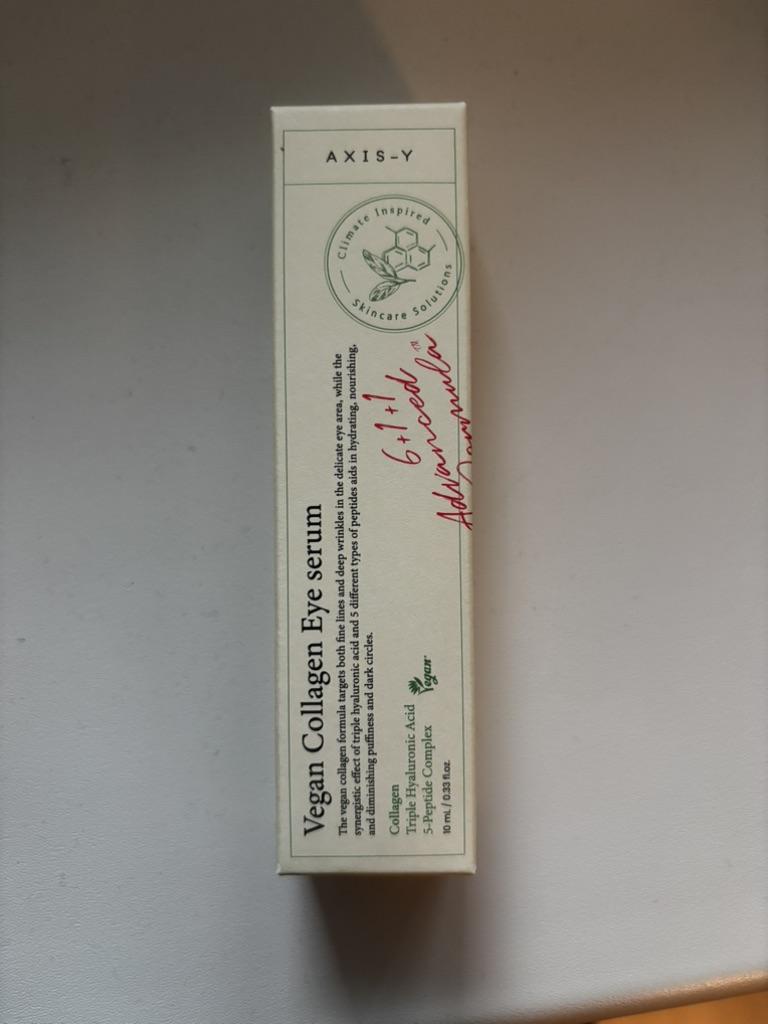 AXIS-Y
Climate Inspired
Skincare Solutions
6+1+1
Advanced™
Formula
Vegan Collagen Eye serum
The vegan collagen formula targets both fine lines and deep wrinkles in the delicate eye area, while the
synergistic effect of triple hyaluronic acid and 5 different types of peptides aids in hydrating, nourishing,
and diminishing puffiness and dark circles.
Collagen
Triple Hyaluronic Acid
5-Peptide Complex
Vegan
10 mL / 0.33 fl.oz.